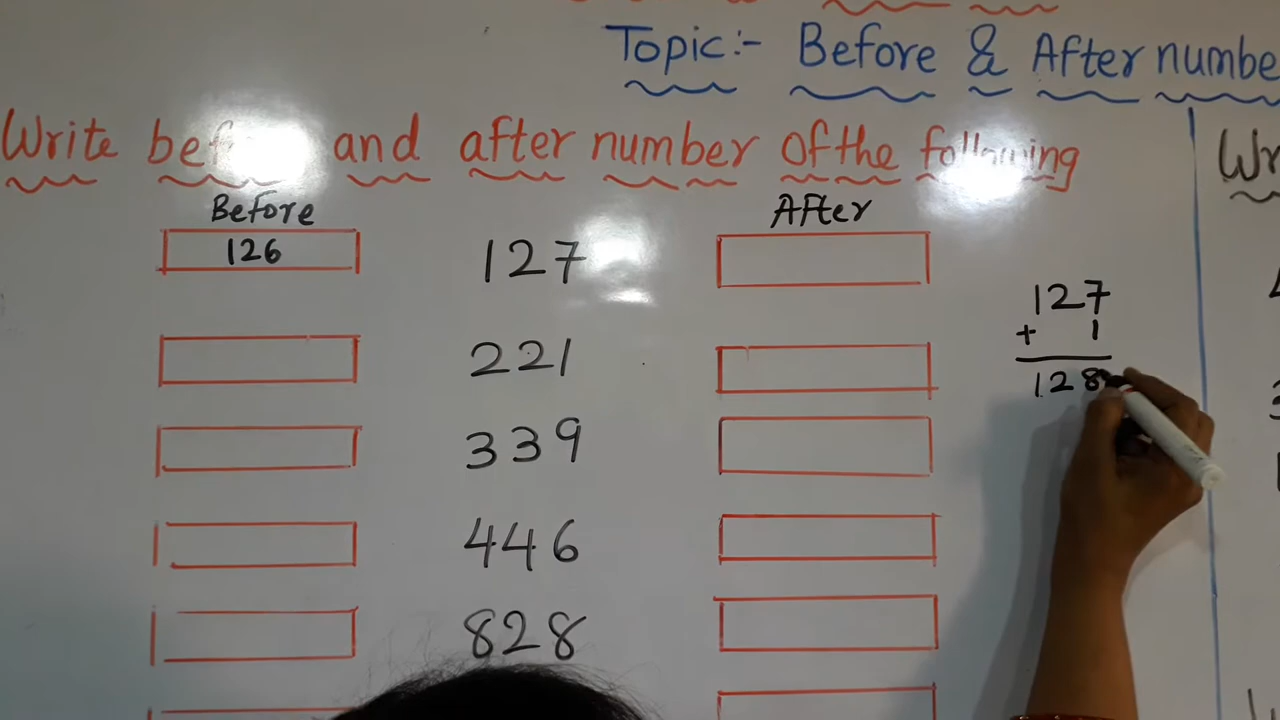 Topic:- Before & After numbe
Write before and after number of the following
Before After
126 127
221
339
446
828
127
+ 1
128